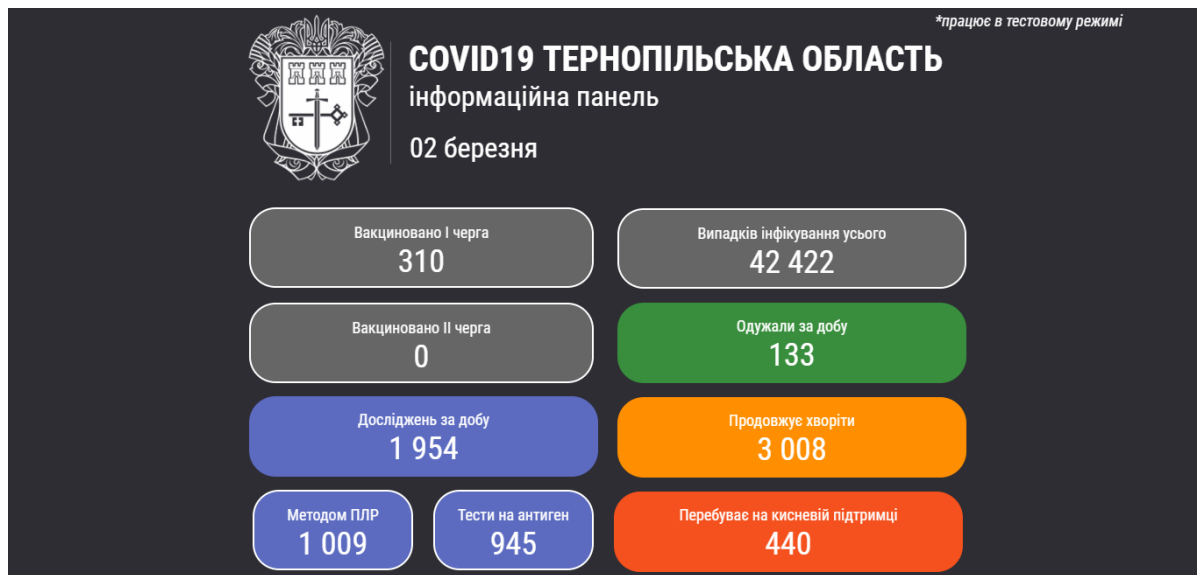 *працює в тестовому режимі
COVID19 ТЕРНОПІЛЬСЬКА ОБЛАСТЬ
інформаційна панель
02 березня
Вакциновано І черга
310
Випадків інфікування усього
42 422
Вакциновано ІІ черга
0
Одужали за добу
133
Досліджень за добу
1 954
Продовжує хворіти
3 008
Методом ПЛР
1 009
Тести на антиген
945
Перебуває на кисневій підтримці
440